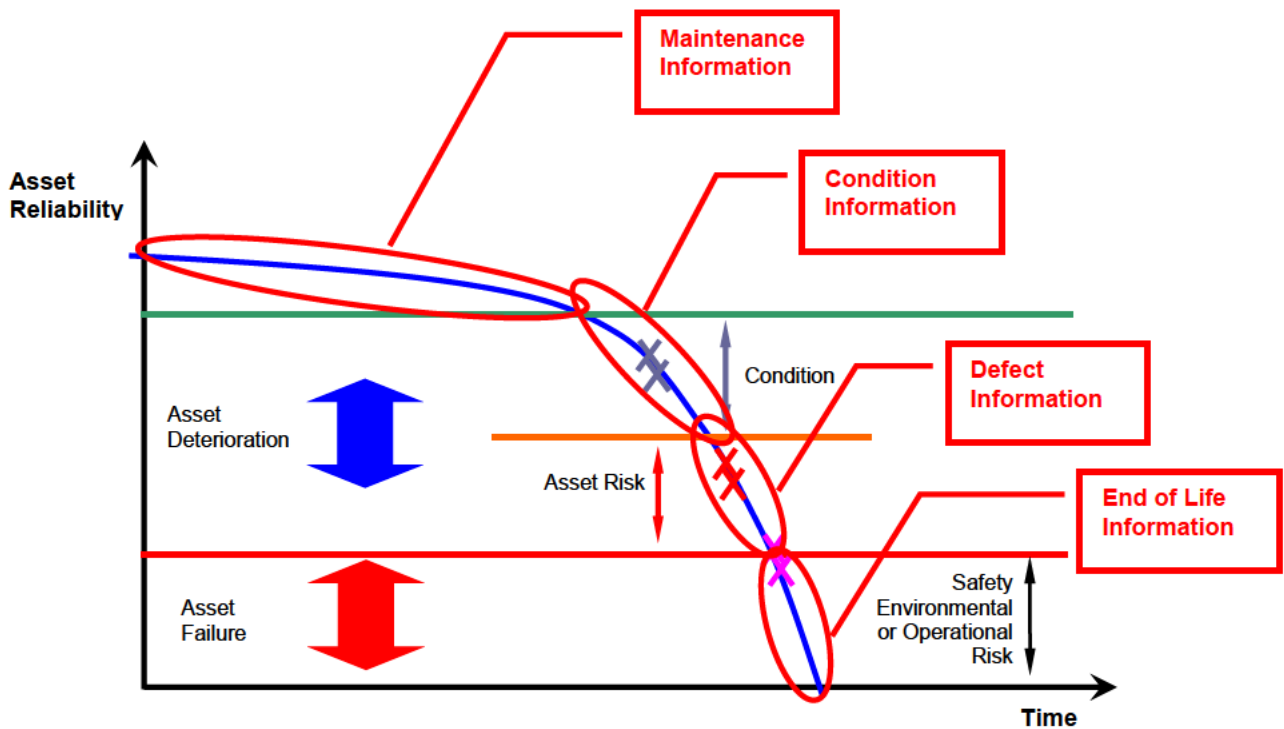 Maintenance
Information
Asset
Reliability
Condition
Information
Condition
Defect
Information
Asset
Deterioration
Asset Risk
End of Life
Information
Asset
Failure
Safety
Environmental
or Operational
Risk
Time